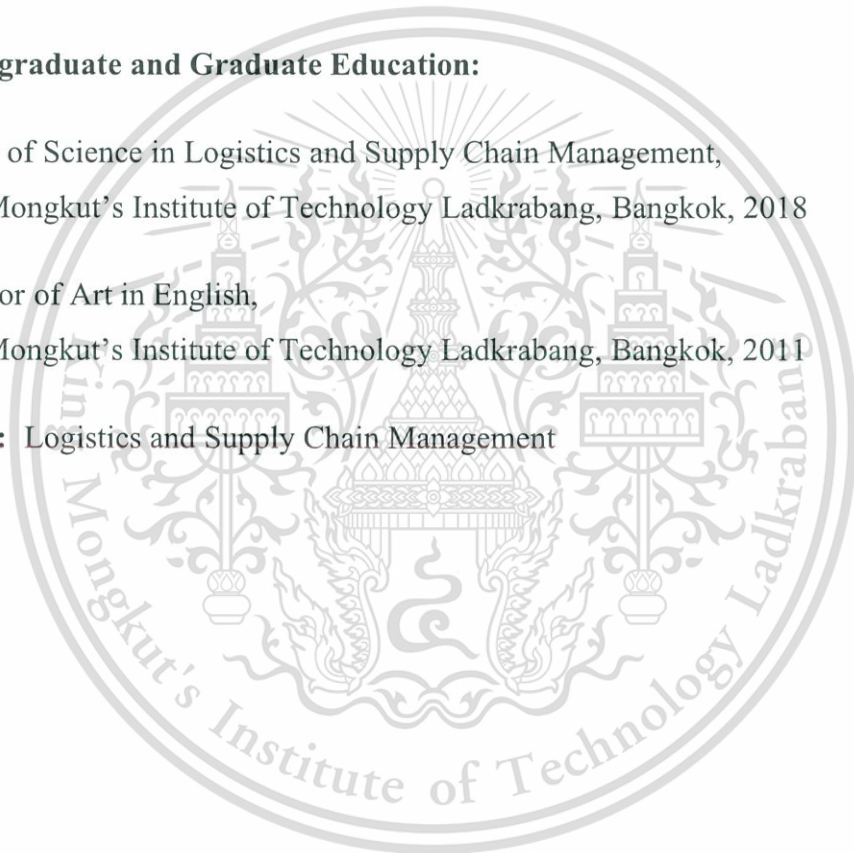 graduate and Graduate Education:
of Science in Logistics and Supply Chain Management,
Mongkut's Institute of Technology Ladkrabang, Bangkok, 2018
or of Art in English,
Mongkut's Institute of Technology Ladkrabang, Bangkok, 2011
: Logistics and Supply Chain Management
King Mongkut's Institute of Technology Ladkrabang